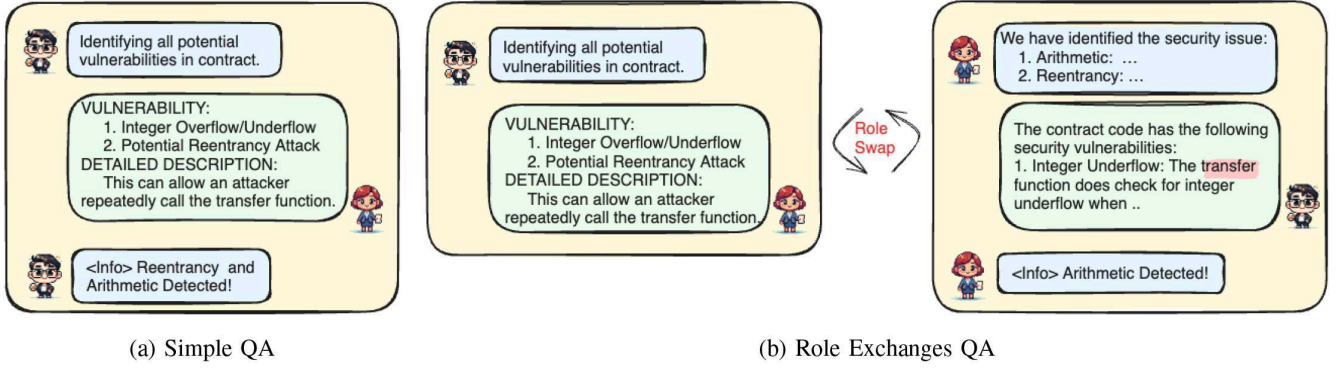 Identifying all potential
vulnerabilities in contract.
VULNERABILITY:
1. Integer Overflow/Underflow
2. Potential Reentrancy Attack
DETAILED DESCRIPTION:
This can allow an attacker
repeatedly call the transfer function.
<Info> Reentrancy and
Arithmetic Detected!
(a) Simple QA
Identifying all potential
vulnerabilities in contract.
VULNERABILITY:
1. Integer Overflow/Underflow
2. Potential Reentrancy Attack
DETAILED DESCRIPTION:
This can allow an attacker
repeatedly call the transfer function.
Role
Swap
We have identified the security issue:
1. Arithmetic: ...
2. Reentrancy: ...
The contract code has the following
security vulnerabilities:
1. Integer Underflow: The transfer
function does check for integer
underflow when ..
<Info> Arithmetic Detected!
(b) Role Exchanges QA